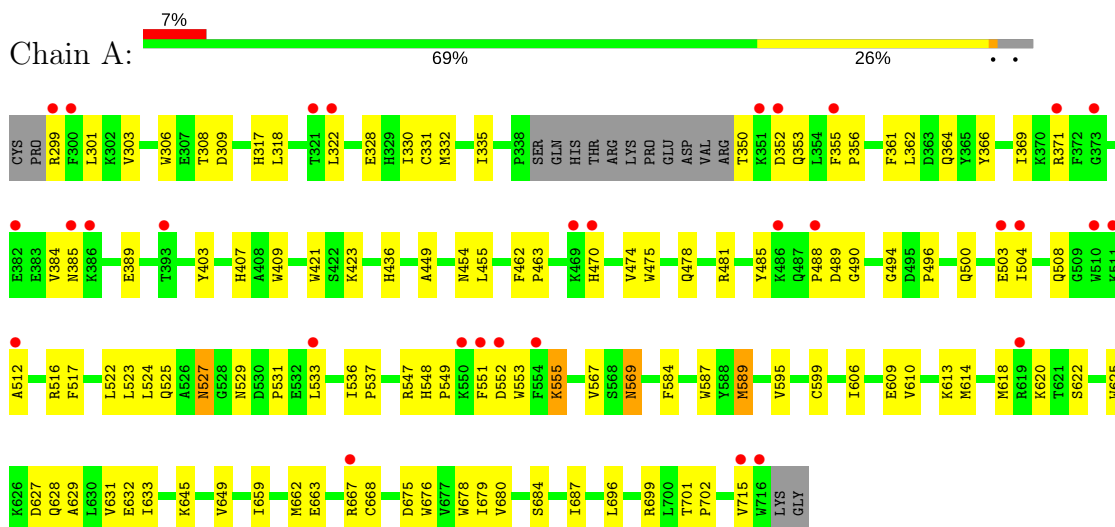 7%
Chain A:
69% 26% • •
CYS PRO R299 F300 L301 K302 V303 W306 E307 T308 D309 H317 L318 T321 L322 E328 H329 I330 C331 M332 I335 P338 SER GLN HIS THR ARG LYS PRO GLU ASP VAL ARG T350 K351 D352 Q353 L354 F355 P356 F361 L362 D363 Q364 Y365 Y366 I369 K370 R371 F372 G373
E382 E383 V384 N385 K386 E389 T393 Y403 H407 A408 W409 W421 S422 K423 H436 A449 N454 L455 F462 P463 K469 H470 V474 W475 Q478 R481 Y485 K486 Q487 P488 D489 G490 G494 D495 P496 Q500 E503 I504 Q508 G509 W510 K511
A512 R516 F517 L522 L523 L524 Q525 A526 N527 G528 N529 D530 P531 E532 L533 I536 P537 R547 H548 P549 K550 F551 D552 W553 F554 K555 V567 S568 N569 F584 W587 Y588 M589 V595 C599 I606 E609 V610 K613 M614 M618 R619 K620 T621 S622 W625
K626 D627 Q628 A629 L630 V631 E632 I633 K645 V649 I659 M662 E663 R667 C668 D675 W676 V677 W678 I679 V680 S684 I687 L696 R699 L700 T701 P702 V715 W716 LYS GLY